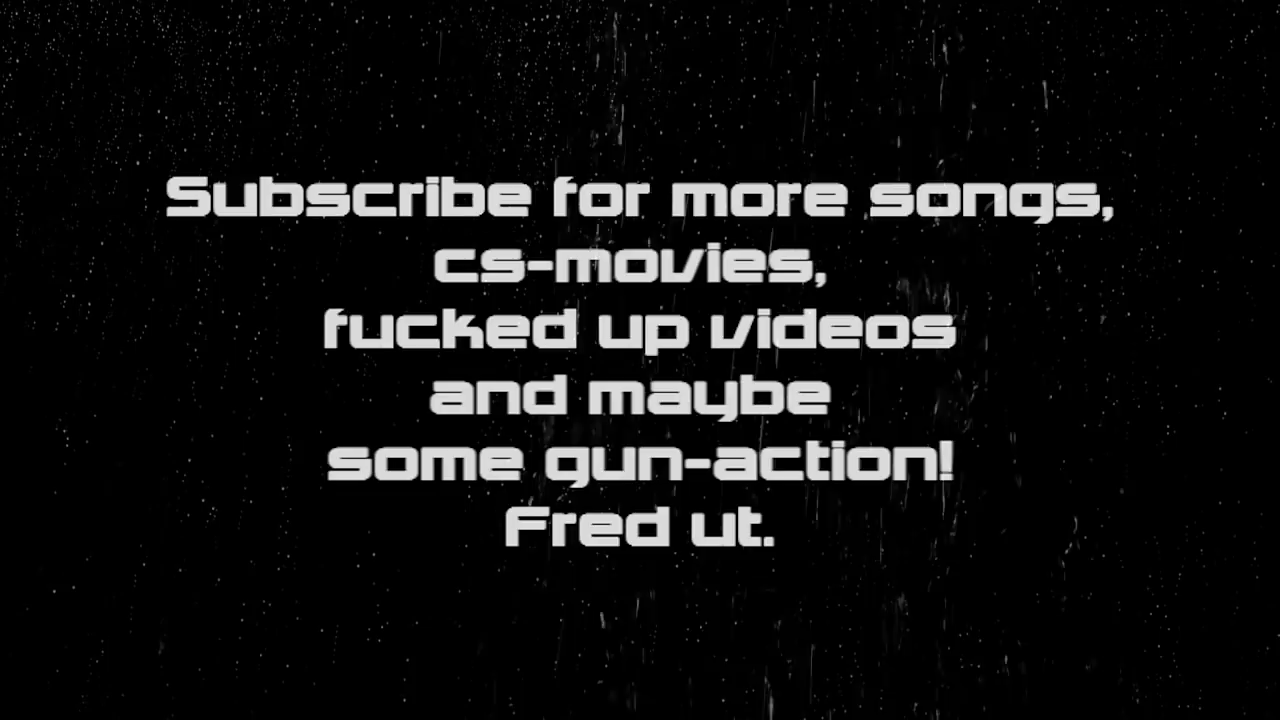 Subscribe for more songs,
cs-movies,
fucked up videos
and maybe
some gun-action!
Fred ut.